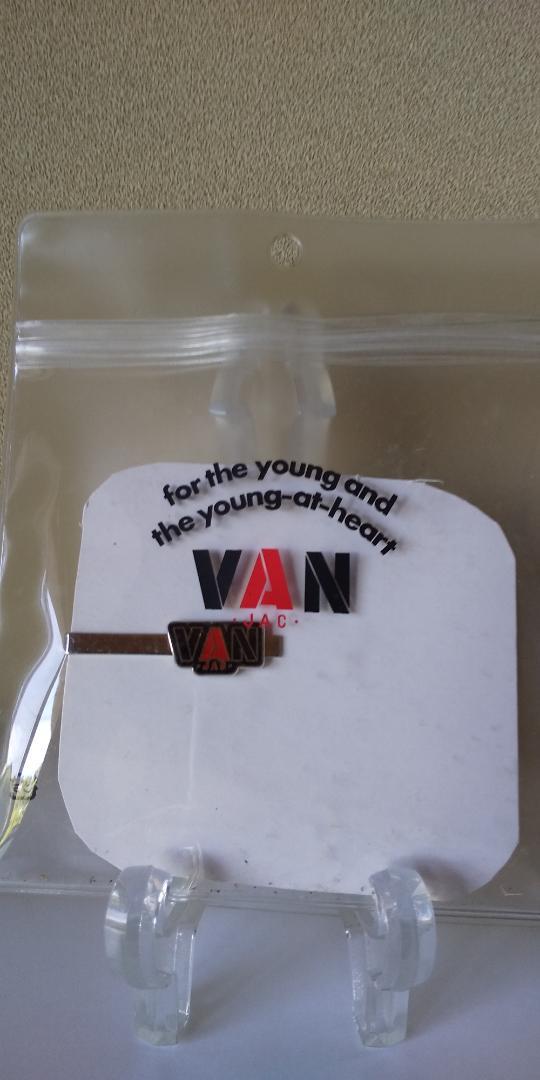 for the young and
the young-at-heart
VAN
·JAC·
VAN
JAC